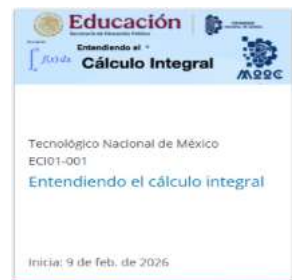 Educación
Secretaría de Educación Pública
Entendiendo el
Cálculo Integral
∫ f(x) dx
MOOC
Tecnológico Nacional de México
ECI01-001
Entendiendo el cálculo integral
Inicia: 9 de feb. de 2026